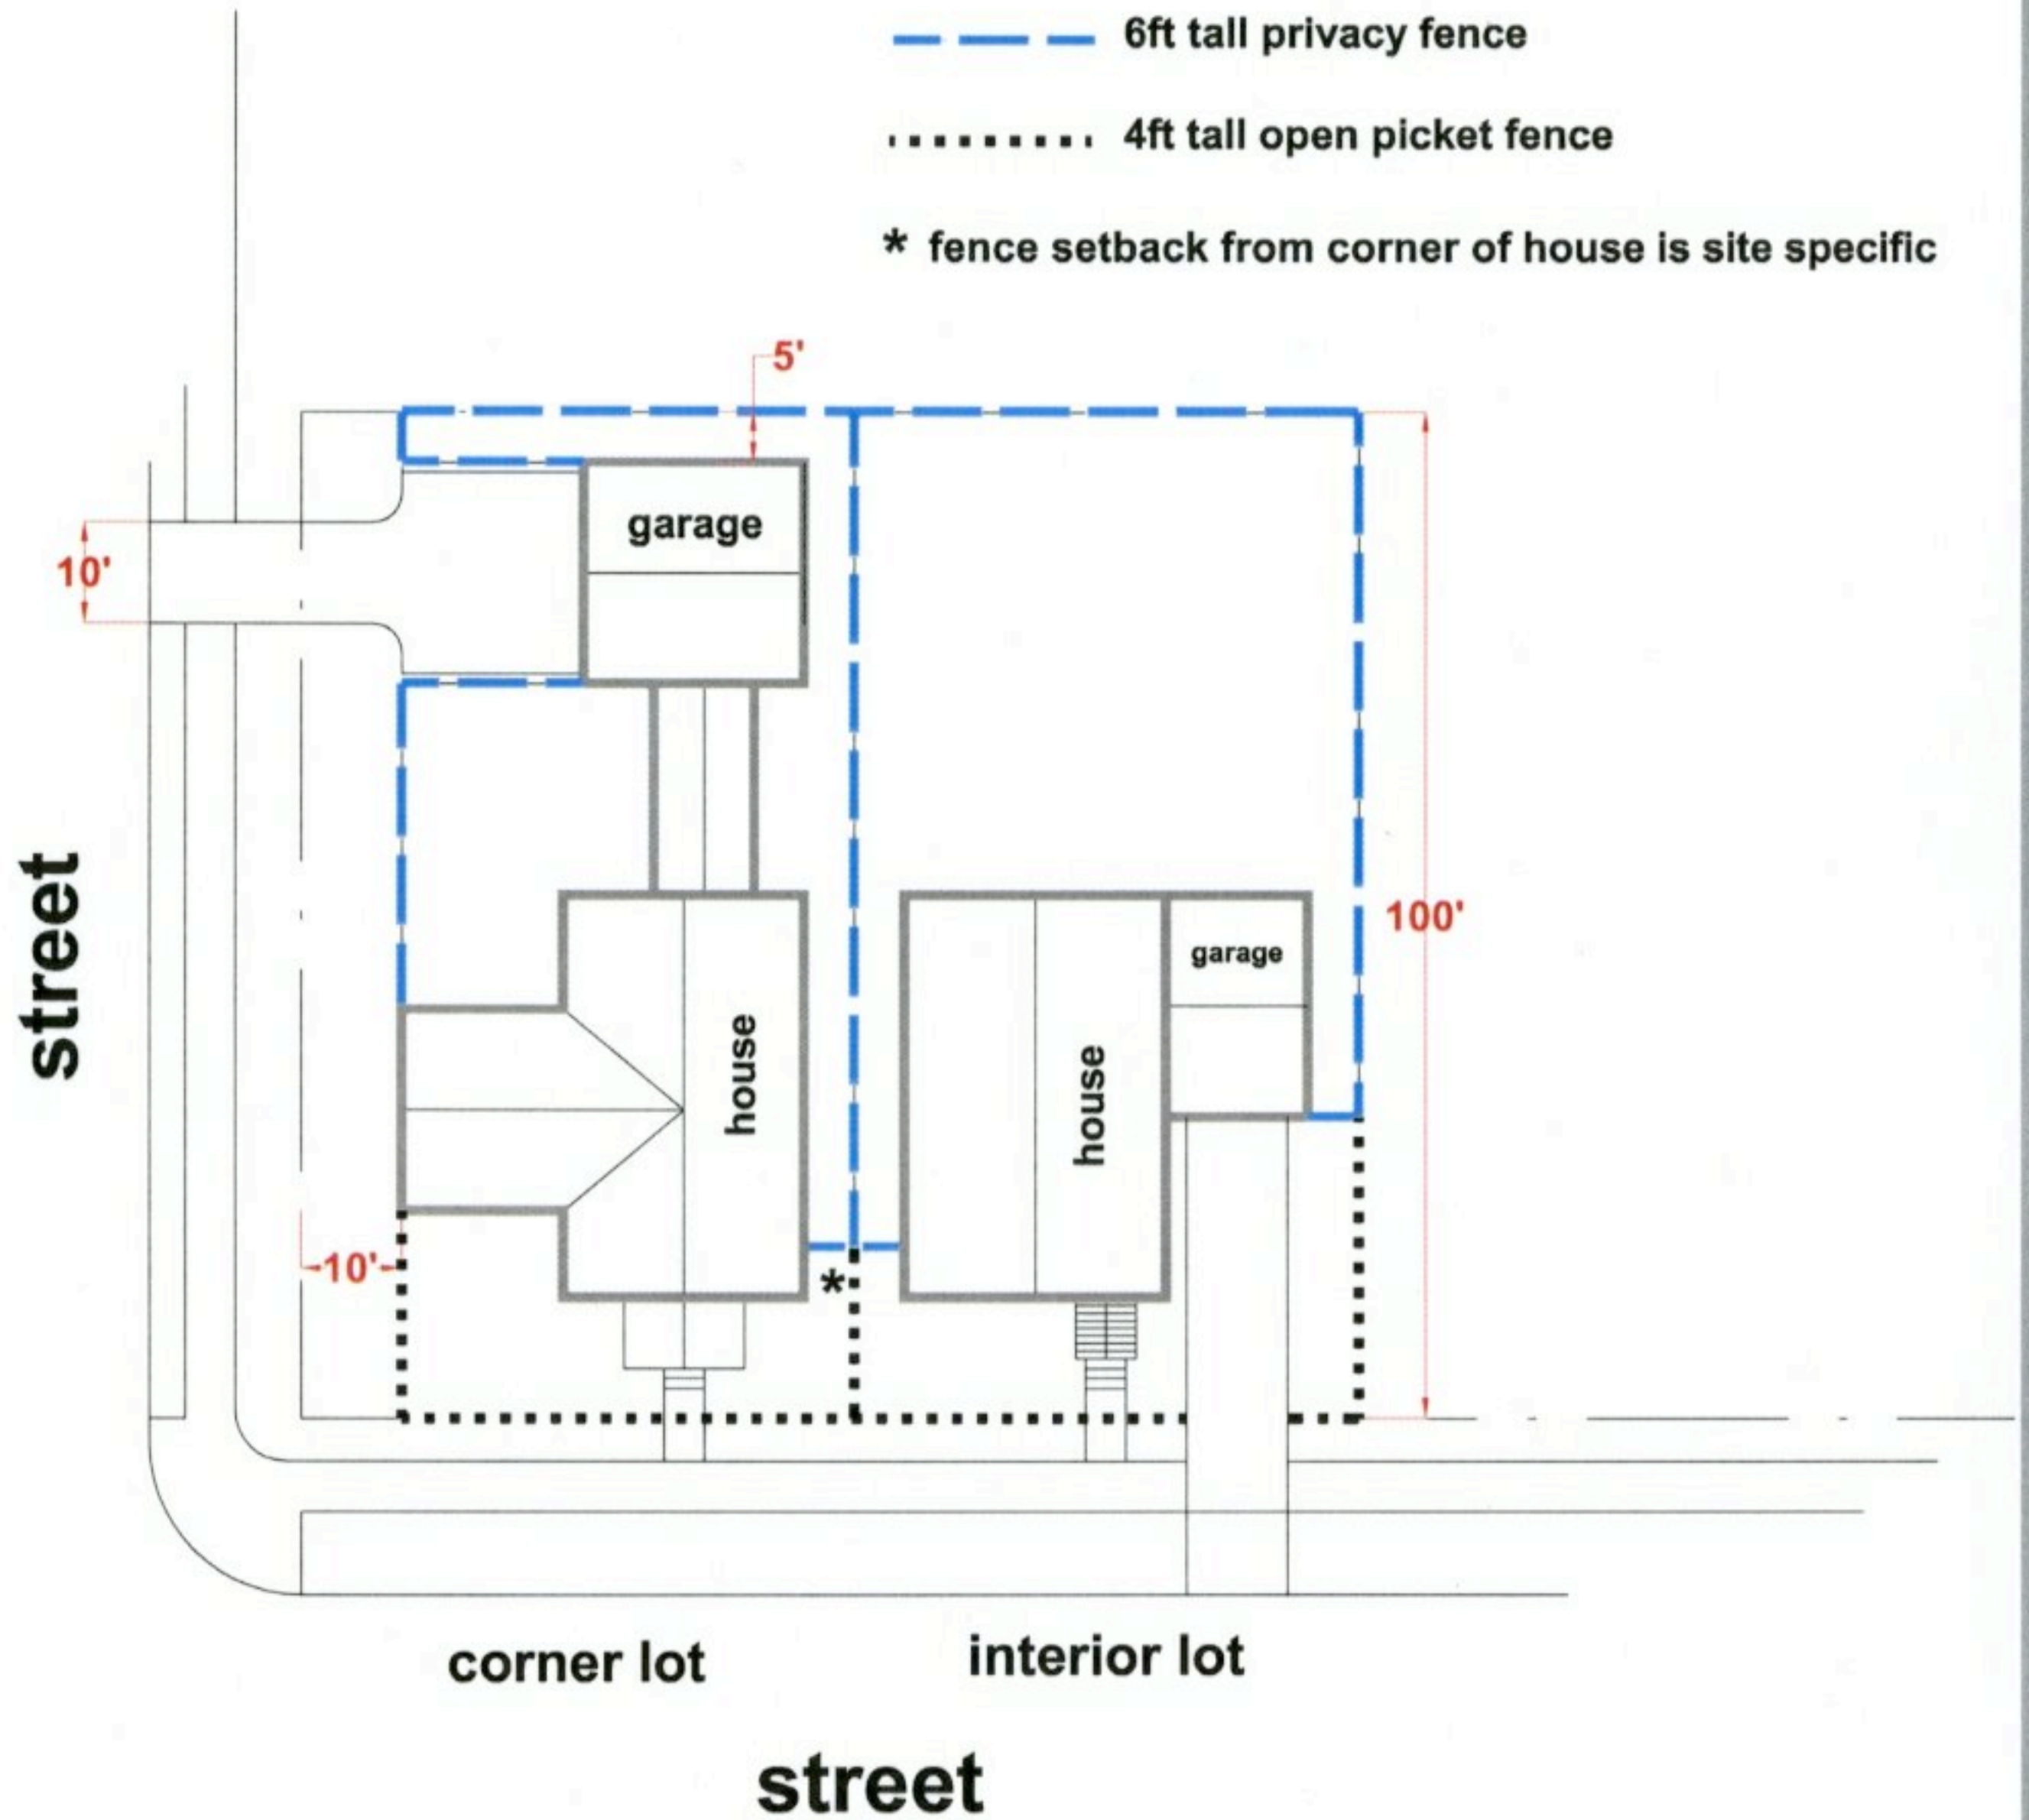 6ft tall privacy fence
4ft tall open picket fence
* fence setback from corner of house is site specific
5'
garage
10'
street
100'
garage
house
house
10'
*
corner lot
interior lot
street